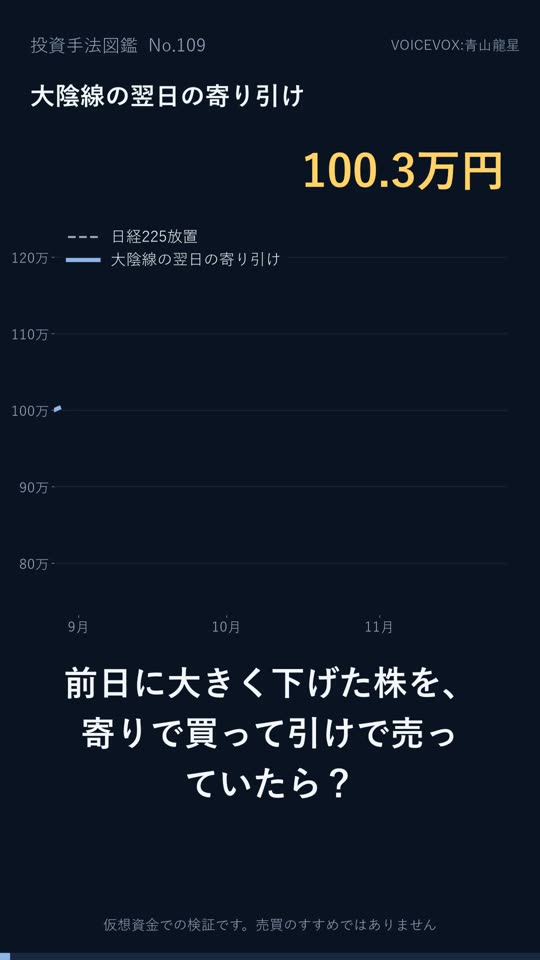 投資手法図鑑 No.109
VOICEVOX:青山龍星
大陰線の翌日の寄り引け
100.3万円
日経225放置
大陰線の翌日の寄り引け
120万
110万
100万
90万
80万
9月 10月 11月
前日に大きく下げた株を、
寄りで買って引けで売っ
ていたら？
仮想資金での検証です。売買のすすめではありません